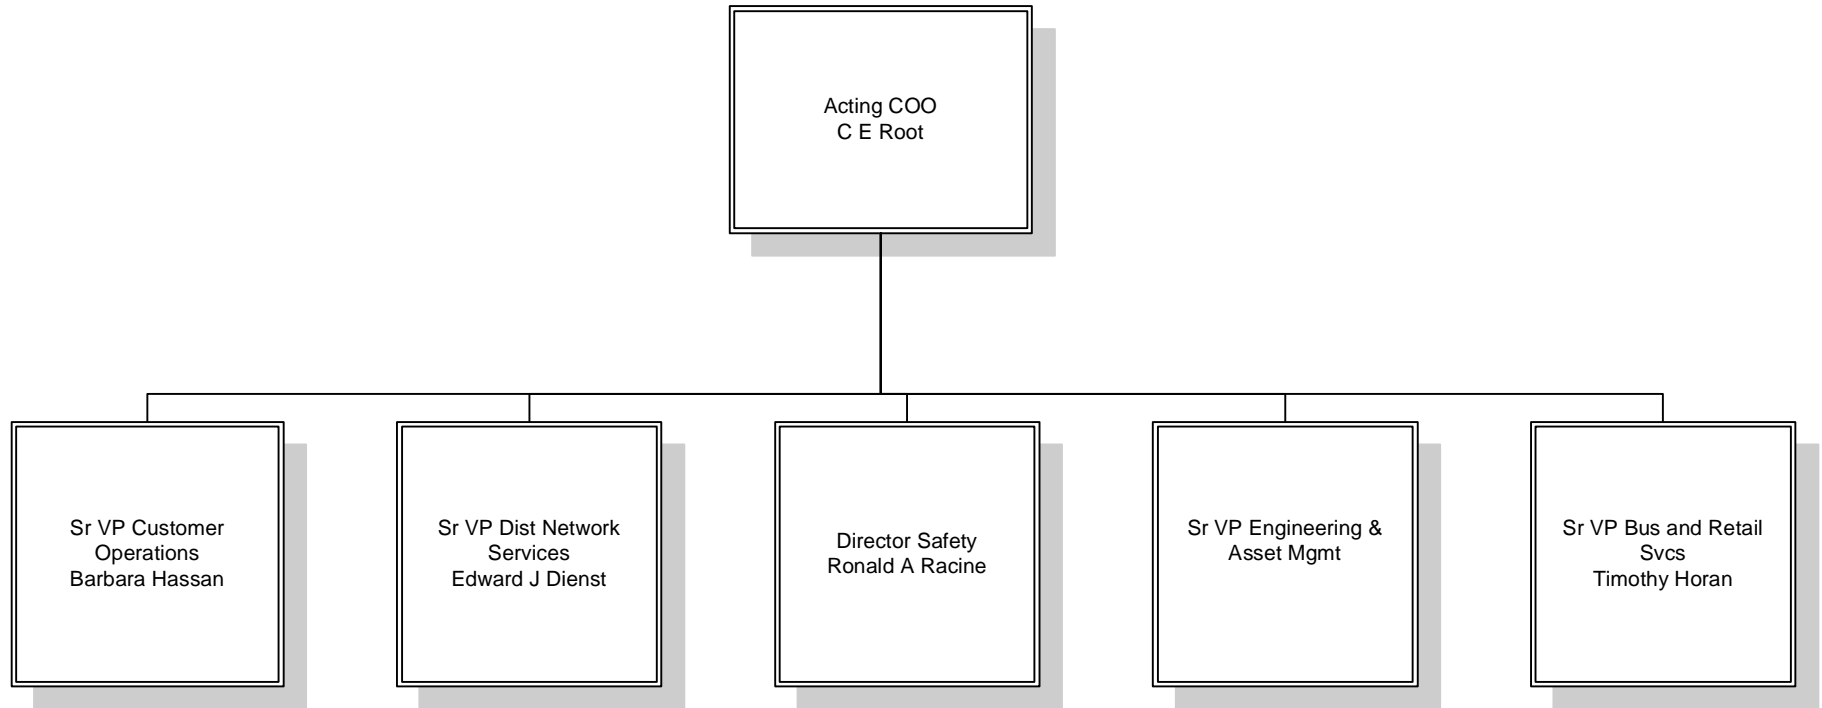 Acting COO
C E Root
Sr VP Customer
Operations
Barbara Hassan
Sr VP Dist Network
Services
Edward J Dienst
Director Safety
Ronald A Racine
Sr VP Engineering &
Asset Mgmt
Sr VP Bus and Retail
Svcs
Timothy Horan